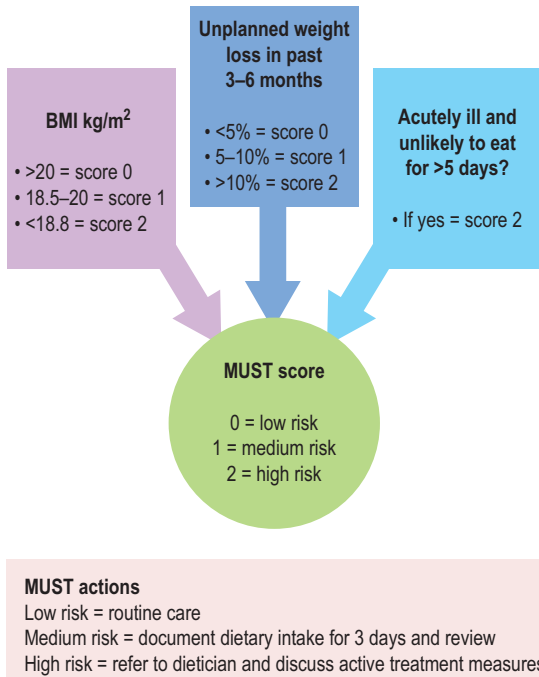 BMI kg/m²
• >20 = score 0
• 18.5–20 = score 1
• <18.8 = score 2
Unplanned weight
loss in past
3–6 months
• <5% = score 0
• 5–10% = score 1
• >10% = score 2
Acutely ill and
unlikely to eat
for >5 days?
• If yes = score 2
MUST score
0 = low risk
1 = medium risk
2 = high risk
MUST actions
Low risk = routine care
Medium risk = document dietary intake for 3 days and review
High risk = refer to dietician and discuss active treatment measures